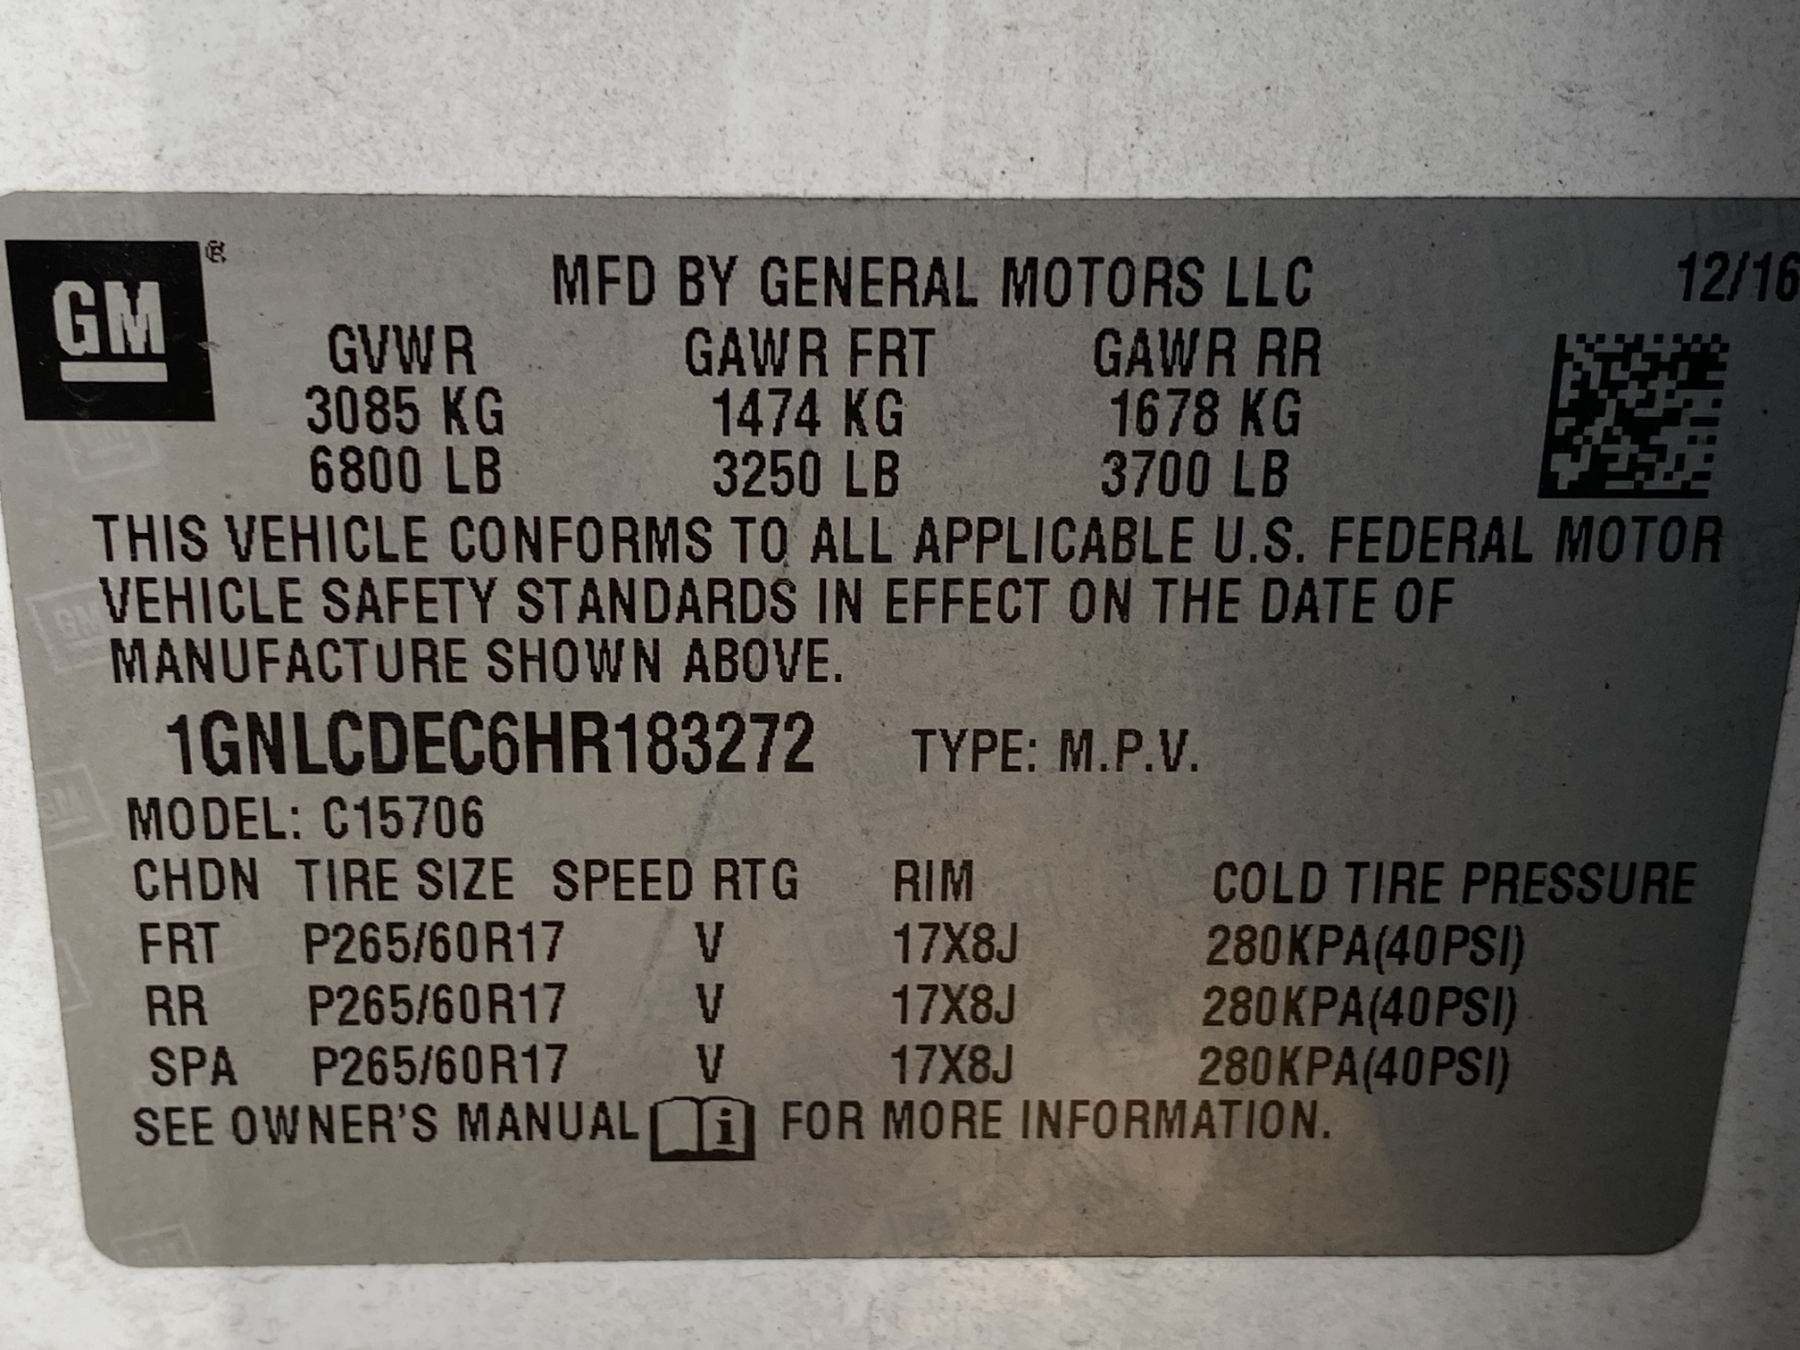 GM ®
MFD BY GENERAL MOTORS LLC 12/16
GVWR GAWR FRT GAWR RR
3085 KG 1474 KG 1678 KG
6800 LB 3250 LB 3700 LB
THIS VEHICLE CONFORMS TO ALL APPLICABLE U.S. FEDERAL MOTOR
VEHICLE SAFETY STANDARDS IN EFFECT ON THE DATE OF
MANUFACTURE SHOWN ABOVE.
1GNLCDEC6HR183272 TYPE: M.P.V.
MODEL: C15706
CHDN TIRE SIZE SPEED RTG RIM COLD TIRE PRESSURE
FRT P265/60R17 V 17X8J 280KPA(40PSI)
RR P265/60R17 V 17X8J 280KPA(40PSI)
SPA P265/60R17 V 17X8J 280KPA(40PSI)
SEE OWNER'S MANUAL i FOR MORE INFORMATION.